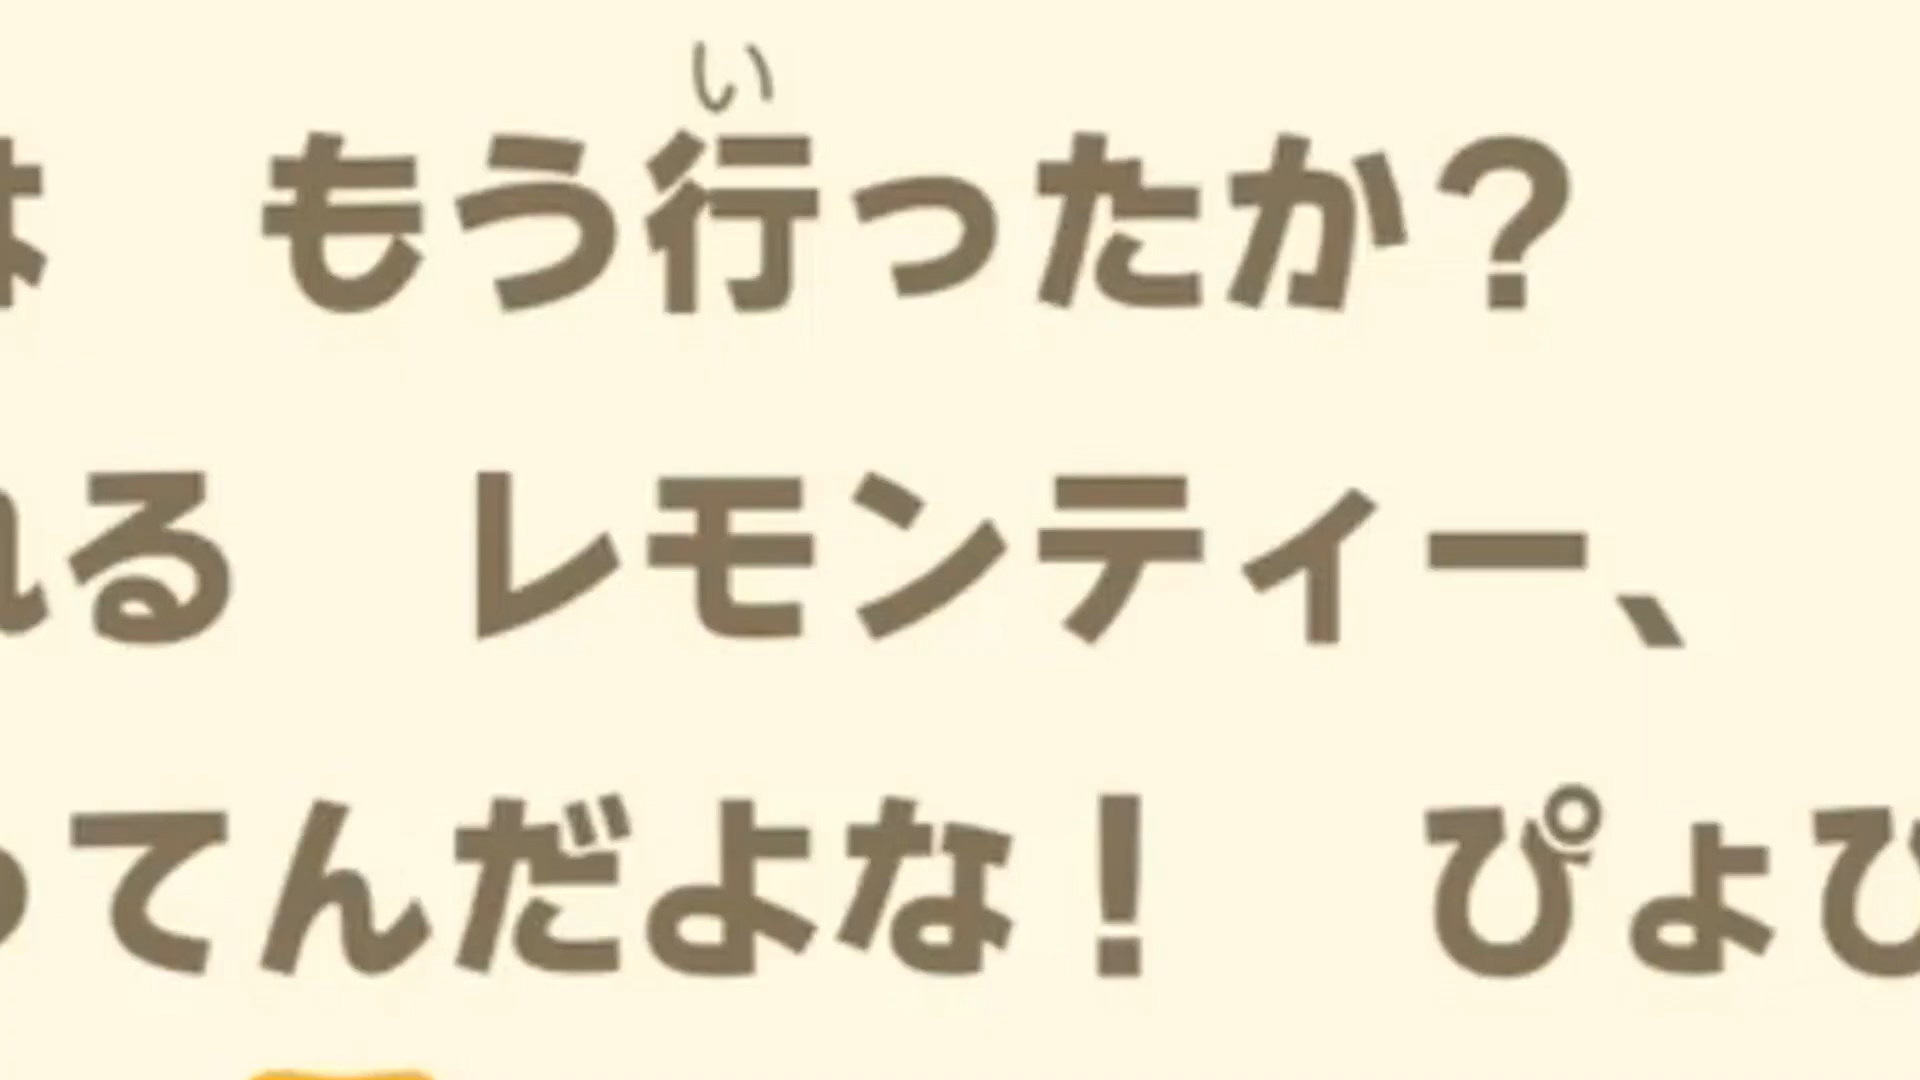 は　もう行ったか？
れる　レモンティー、
ってんだよな！　ぴょ